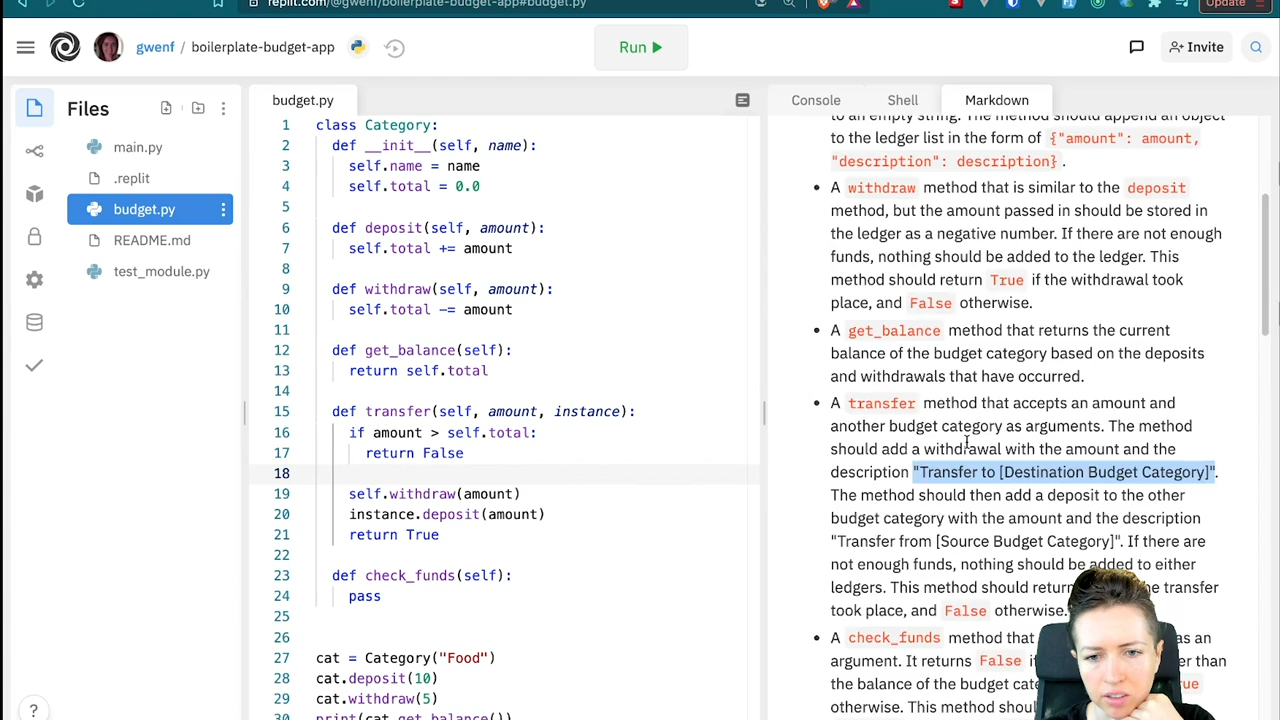 replit.com/@gwenf/boilerplate-budget-app#budget.py
Update
gwenf / boilerplate-budget-app
Run
Invite
Files
main.py
.replit
budget.py
README.md
test_module.py
?
budget.py
1 class Category:
2 def __init__(self, name):
3 self.name = name
4 self.total = 0.0
5
6 def deposit(self, amount):
7 self.total += amount
8
9 def withdraw(self, amount):
10 self.total -= amount
11
12 def get_balance(self):
13 return self.total
14
15 def transfer(self, amount, instance):
16 if amount > self.total:
17 return False
18
19 self.withdraw(amount)
20 instance.deposit(amount)
21 return True
22
23 def check_funds(self):
24 pass
25
26
27 cat = Category("Food")
28 cat.deposit(10)
29 cat.withdraw(5)
30 print(cat.get_balance())
Console Shell Markdown
to an empty string. The method should append an object
to the ledger list in the form of {"amount": amount,
"description": description}.
A withdraw method that is similar to the deposit
method, but the amount passed in should be stored in
the ledger as a negative number. If there are not enough
funds, nothing should be added to the ledger. This
method should return True if the withdrawal took
place, and False otherwise.
A get_balance method that returns the current
balance of the budget category based on the deposits
and withdrawals that have occurred.
A transfer method that accepts an amount and
another budget category as arguments. The method
should add a withdrawal with the amount and the
description "Transfer to [Destination Budget Category]".
The method should then add a deposit to the other
budget category with the amount and the description
"Transfer from [Source Budget Category]". If there are
not enough funds, nothing should be added to either
ledgers. This method should return the transfer
took place, and False otherwise.
A check_funds method that as an
argument. It returns False than
the balance of the budget
otherwise. This method should